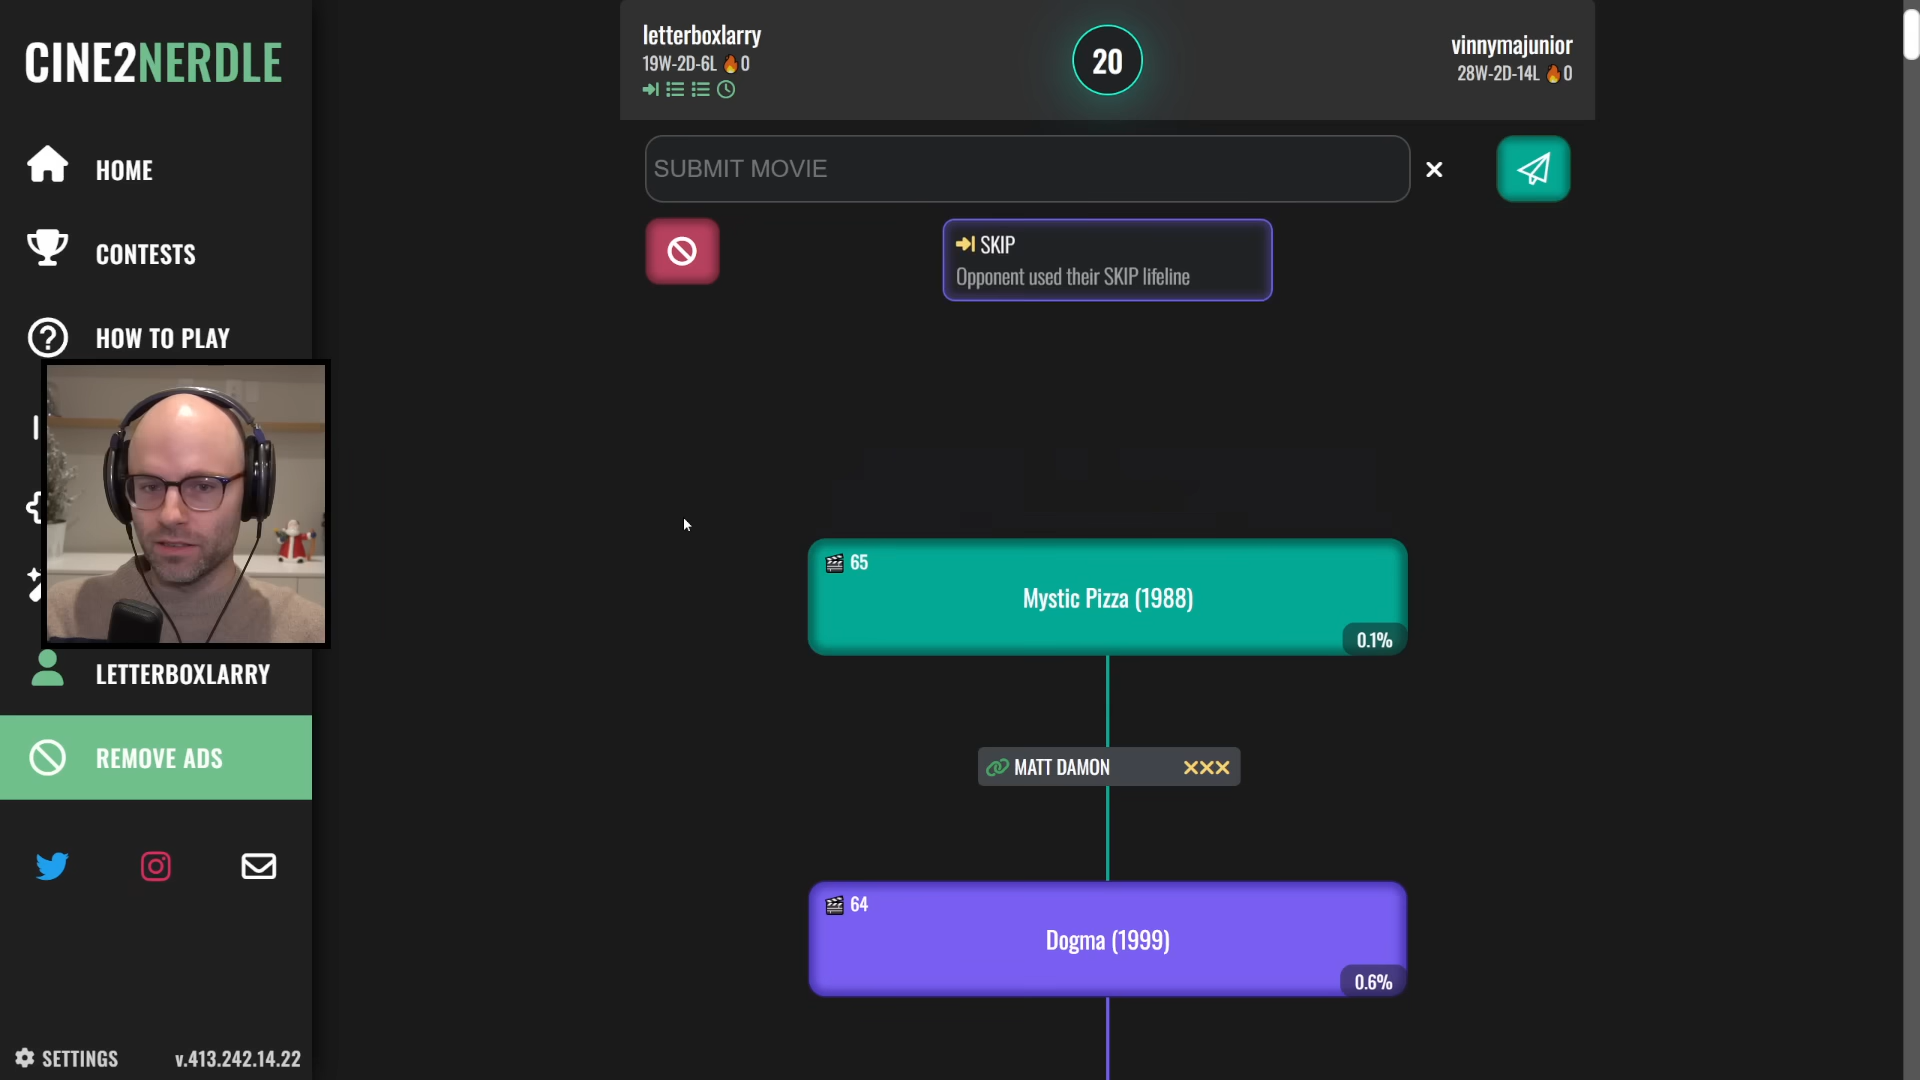 CINE2NERDLE
HOME
CONTESTS
HOW TO PLAY
LETTERBOXLARRY
REMOVE ADS
SETTINGS
v.413.242.14.22
letterboxlarry
19W-2D-6L 🔥0
20
vinnymajunior
28W-2D-14L 🔥0
SUBMIT MOVIE
SKIP
Opponent used their SKIP lifeline
65
Mystic Pizza (1988)
0.1%
MATT DAMON
64
Dogma (1999)
0.6%